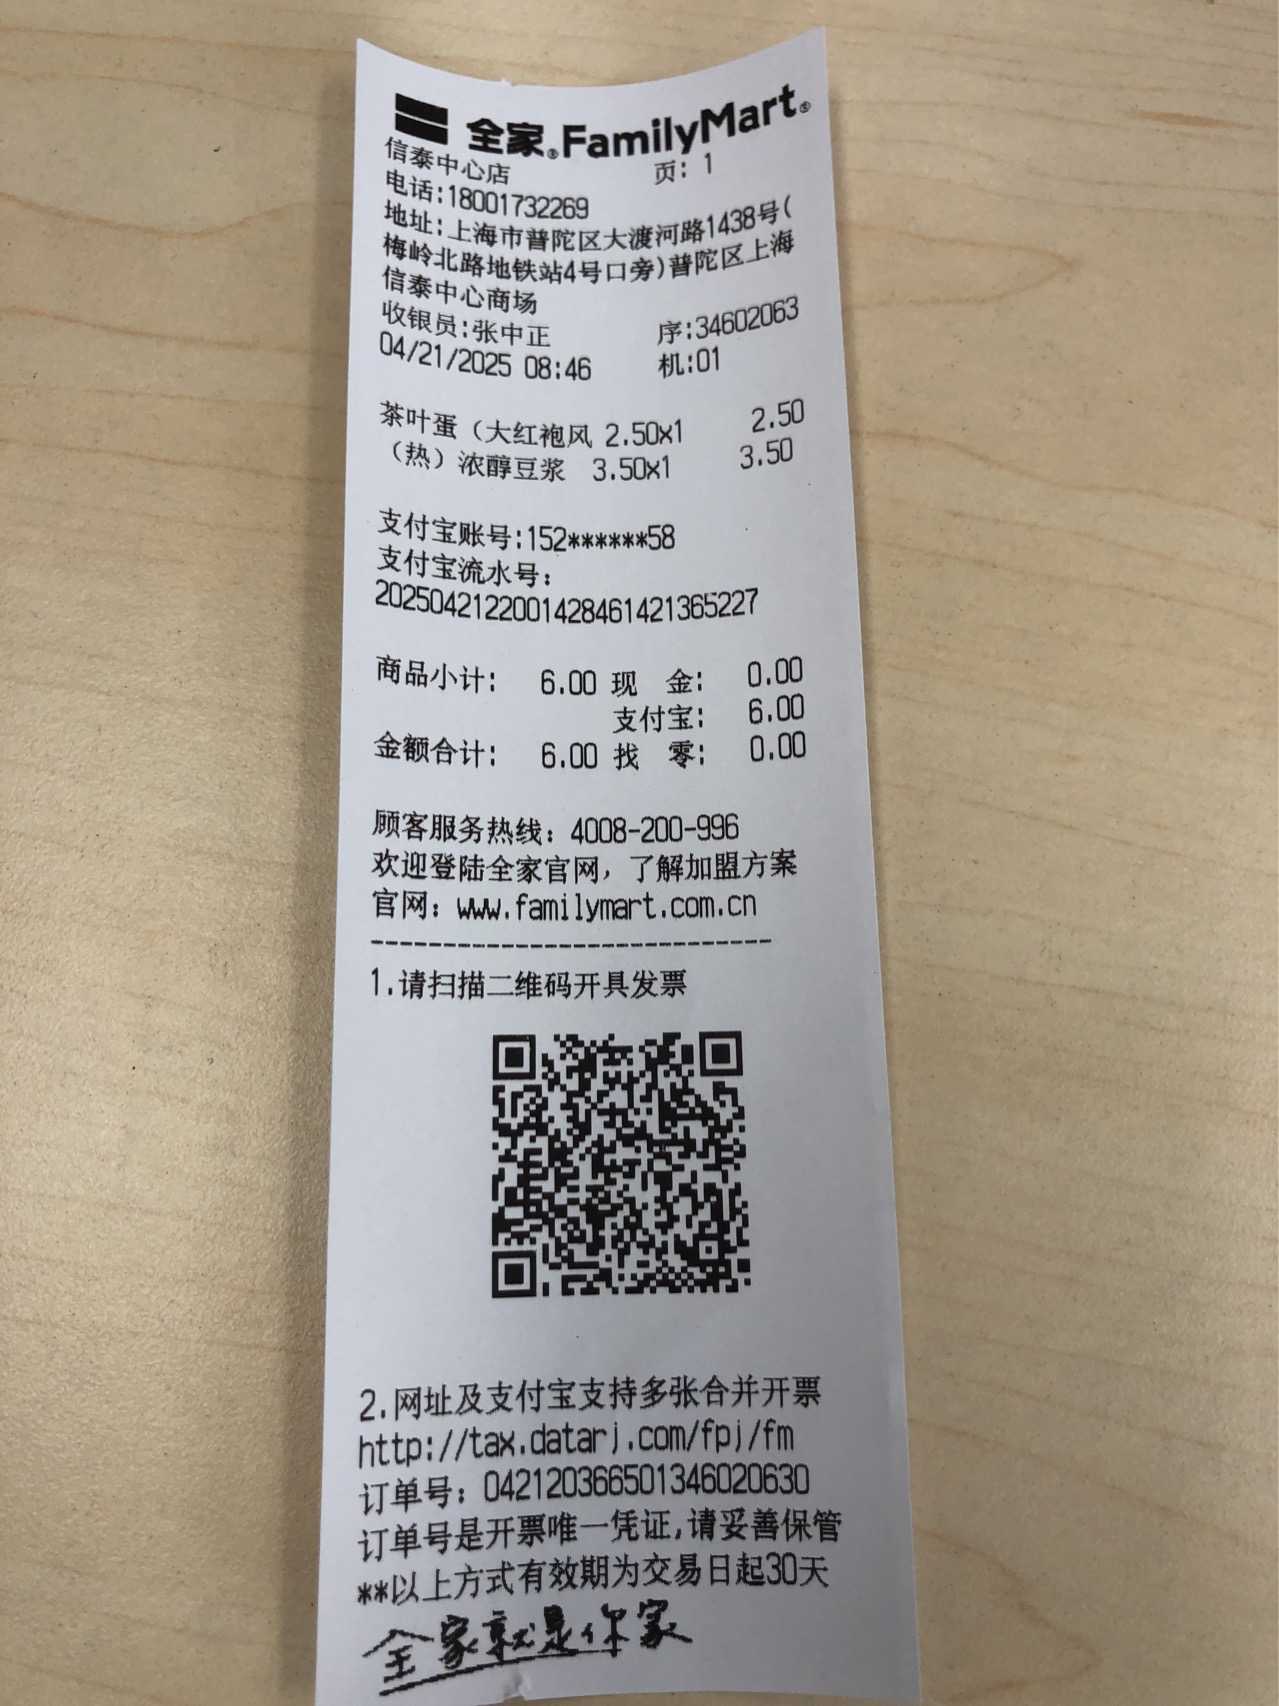 全家® FamilyMart®
信泰中心店 页: 1
电话:18001732269
地址:上海市普陀区大渡河路1438号(
梅岭北路地铁站4号口旁)普陀区上海
信泰中心商场
收银员:张中正 序:34602063
04/21/2025 08:46 机:01
茶叶蛋（大红袍风 2.50x1 2.50
（热）浓醇豆浆 3.50x1 3.50
支付宝账号:152******58
支付宝流水号:
2025042122001428461421365227
商品小计: 6.00 现 金: 0.00
支付宝: 6.00
金额合计: 6.00 找 零: 0.00
顾客服务热线: 4008-200-996
欢迎登陆全家官网，了解加盟方案
官网: www.familymart.com.cn
----------------------------
1.请扫描二维码开具发票
2.网址及支付宝支持多张合并开票
http://tax.datarj.com/fpj/fm
订单号: 042120366501346020630
订单号是开票唯一凭证,请妥善保管
**以上方式有效期为交易日起30天
全家就是你家